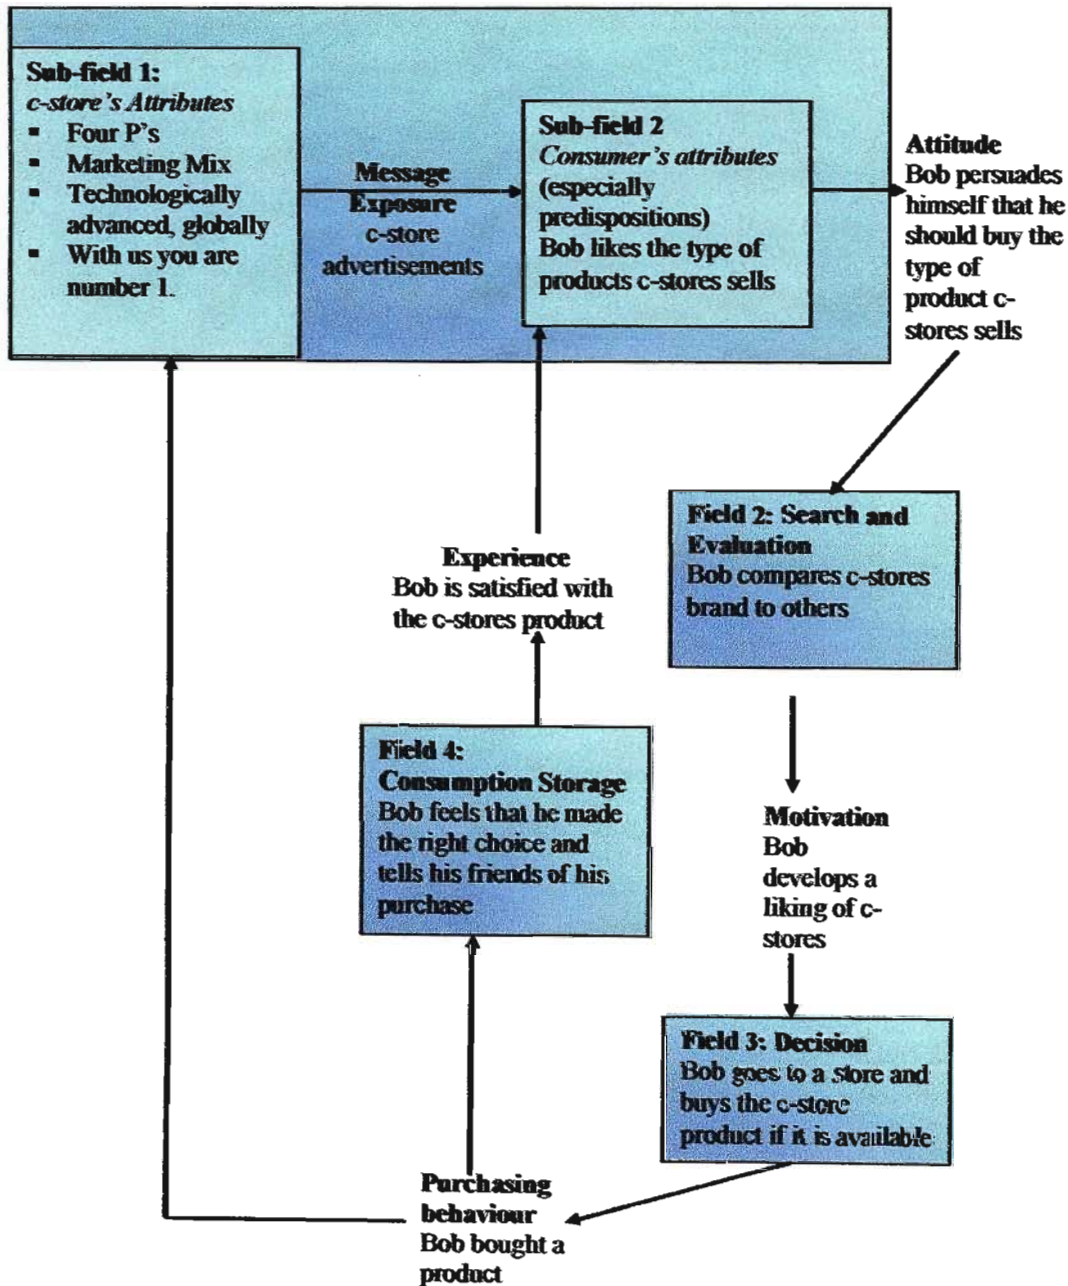 Sub-field 1:
c-store's Attributes
▪ Four P's
▪ Marketing Mix
▪ Technologically
advanced, globally
▪ With us you are
number 1.
Message
Exposure
c-store
advertisements
Sub-field 2
Consumer's attributes
(especially
predispositions)
Bob likes the type of
products c-stores sells
Attitude
Bob persuades
himself that he
should buy the
type of
product c-
stores sells
Field 2: Search and
Evaluation
Bob compares c-stores
brand to others
Motivation
Bob
develops a
liking of c-
stores
Field 3: Decision
Bob goes to a store and
buys the c-store
product if it is available
Purchasing
behaviour
Bob bought a
product
Field 4:
Consumption Storage
Bob feels that he made
the right choice and
tells his friends of his
purchase
Experience
Bob is satisfied with
the c-stores product